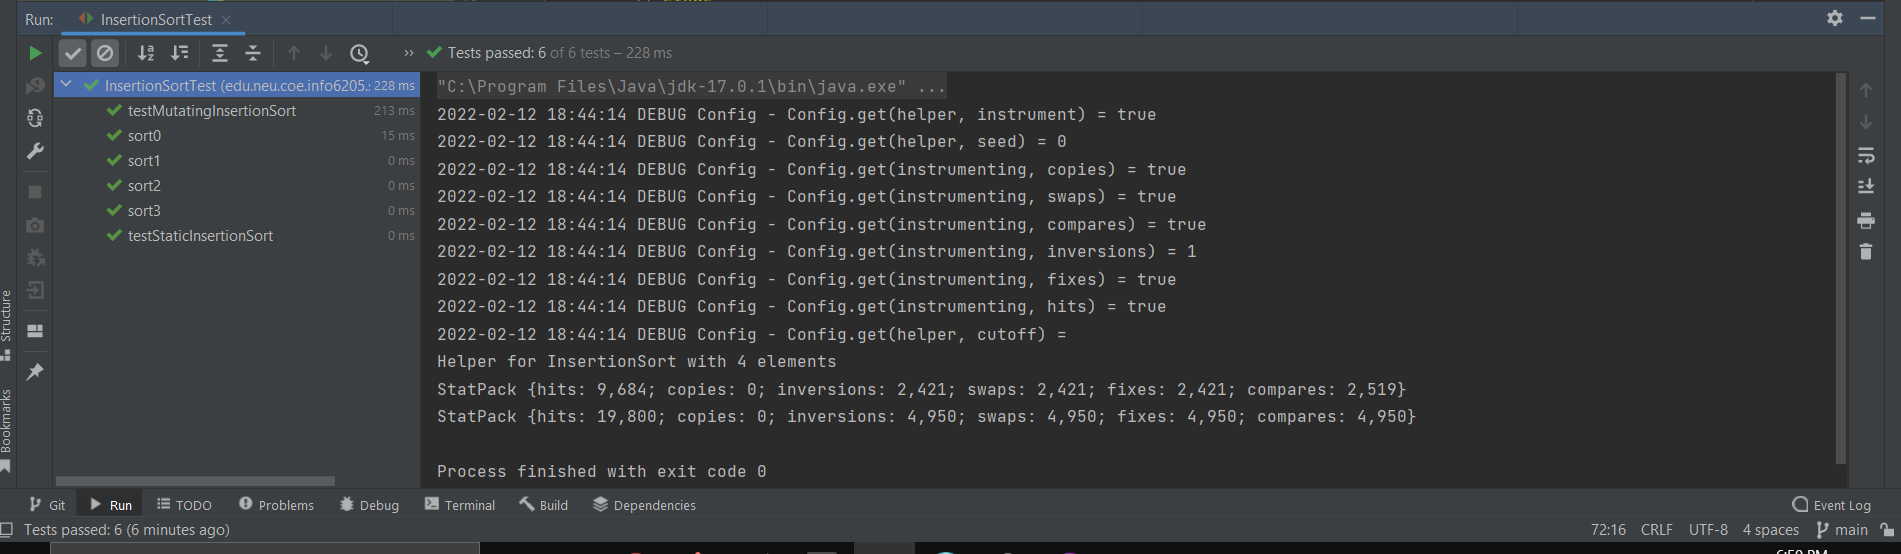 Run: InsertionSortTest
Tests passed: 6 of 6 tests – 228 ms
InsertionSortTest (edu.neu.coe.info6205.: 228 ms
testMutatingInsertionSort 213 ms
sort0 15 ms
sort1 0 ms
sort2 0 ms
sort3 0 ms
testStaticInsertionSort 0 ms
"C:\Program Files\Java\jdk-17.0.1\bin\java.exe" ...
2022-02-12 18:44:14 DEBUG Config - Config.get(helper, instrument) = true
2022-02-12 18:44:14 DEBUG Config - Config.get(helper, seed) = 0
2022-02-12 18:44:14 DEBUG Config - Config.get(instrumenting, copies) = true
2022-02-12 18:44:14 DEBUG Config - Config.get(instrumenting, swaps) = true
2022-02-12 18:44:14 DEBUG Config - Config.get(instrumenting, compares) = true
2022-02-12 18:44:14 DEBUG Config - Config.get(instrumenting, inversions) = 1
2022-02-12 18:44:14 DEBUG Config - Config.get(instrumenting, fixes) = true
2022-02-12 18:44:14 DEBUG Config - Config.get(instrumenting, hits) = true
2022-02-12 18:44:14 DEBUG Config - Config.get(helper, cutoff) =
Helper for InsertionSort with 4 elements
StatPack {hits: 9,684; copies: 0; inversions: 2,421; swaps: 2,421; fixes: 2,421; compares: 2,519}
StatPack {hits: 19,800; copies: 0; inversions: 4,950; swaps: 4,950; fixes: 4,950; compares: 4,950}
Process finished with exit code 0
Structure
Bookmarks
Git Run TODO Problems Debug Terminal Build Dependencies Event Log
Tests passed: 6 (6 minutes ago) 72:16 CRLF UTF-8 4 spaces main